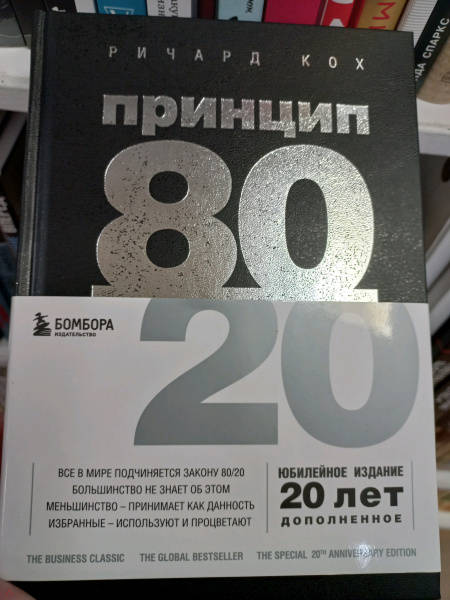 РИЧАРД КОХ
принцип
80
20
БОМБОРА
ИЗДАТЕЛЬСТВО
ВСЕ В МИРЕ ПОДЧИНЯЕТСЯ ЗАКОНУ 80/20
БОЛЬШИНСТВО НЕ ЗНАЕТ ОБ ЭТОМ
МЕНЬШИНСТВО – ПРИНИМАЕТ КАК ДАННОСТЬ
ИЗБРАННЫЕ – ИСПОЛЬЗУЮТ И ПРОЦВЕТАЮТ
ЮБИЛЕЙНОЕ ИЗДАНИЕ
20 лет
ДОПОЛНЕННОЕ
THE BUSINESS CLASSIC THE GLOBAL BESTSELLER THE SPECIAL 20TH ANNIVERSARY EDITION
СПАРКС